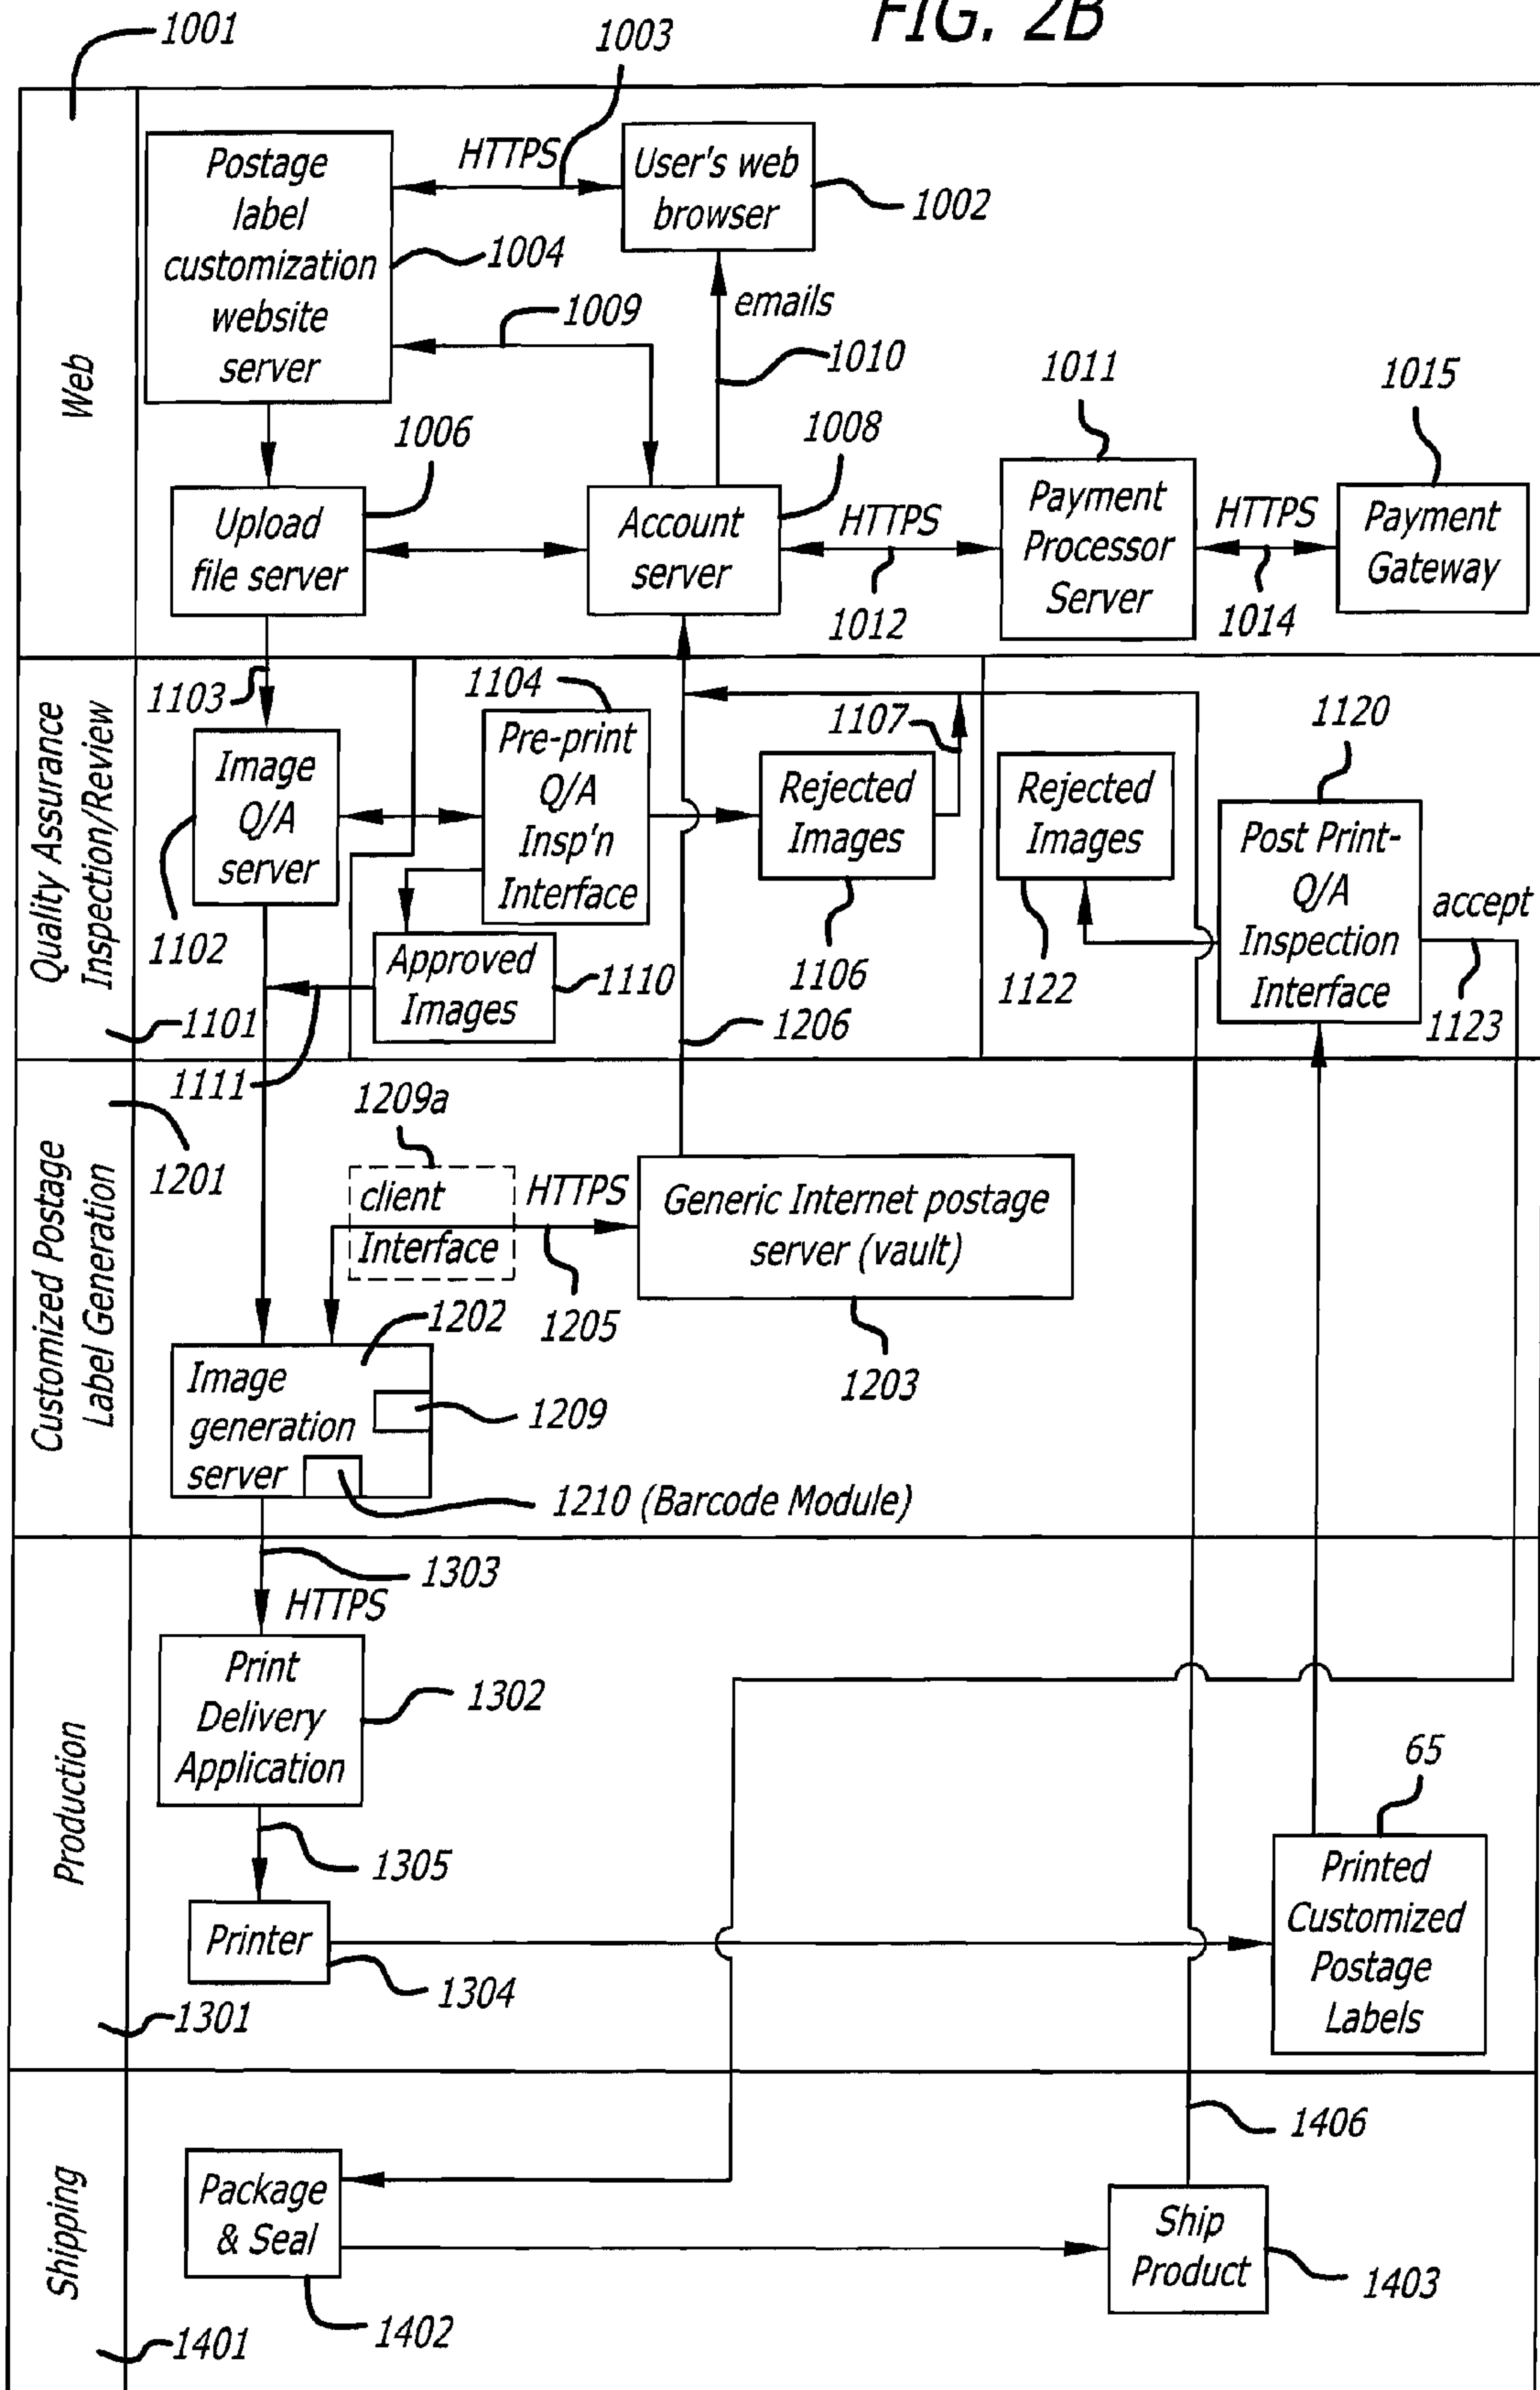 FIG. 2B
1001
1003
Web
Postage
label
customization
website
server
HTTPS
User's web
browser
1002
1004
1009
emails
1010
1006
1008
1011
1015
Upload
file server
Account
server
HTTPS
1012
Payment
Processor
Server
HTTPS
1014
Payment
Gateway
Quality Assurance
Inspection/Review
1101
1103
Image
Q/A
server
1102
1104
Pre-print
Q/A
Insp'n
Interface
1107
Rejected
Images
1106
Rejected
Images
1122
1120
Post Print-
Q/A
Inspection
Interface
accept
1123
Approved
Images
1110
1206
1111
Customized Postage
Label Generation
1201
1209a
client
Interface
HTTPS
1205
Generic Internet postage
server (vault)
1203
1202
Image
generation
server
1209
1210 (Barcode Module)
Production
1301
1303
HTTPS
Print
Delivery
Application
1302
1305
Printer
1304
65
Printed
Customized
Postage
Labels
Shipping
1401
Package
& Seal
1402
1406
Ship
Product
1403